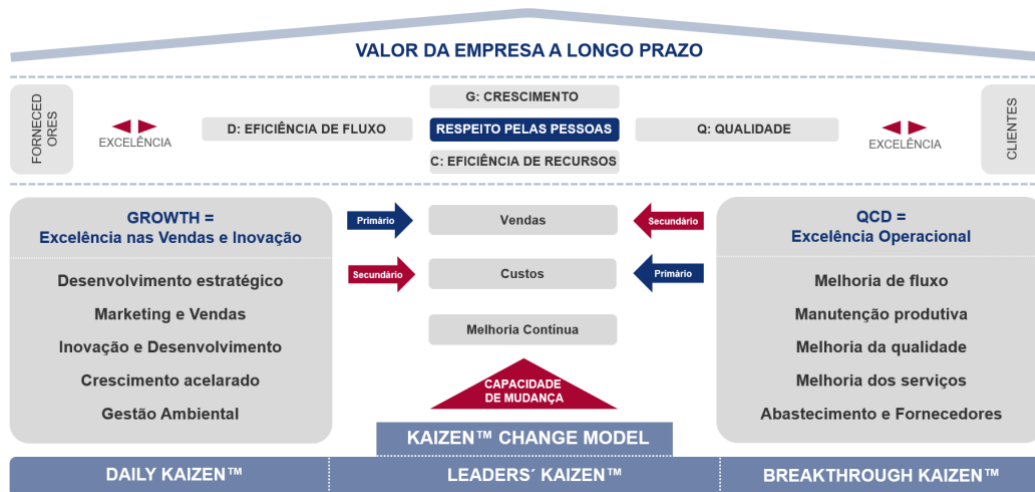 VALOR DA EMPRESA A LONGO PRAZO
FORNECED
ORES
EXCELÊNCIA
D: EFICIÊNCIA DE FLUXO
G: CRESCIMENTO
RESPEITO PELAS PESSOAS
C: EFICIÊNCIA DE RECURSOS
Q: QUALIDADE
EXCELÊNCIA
CLIENTES
GROWTH =
Excelência nas Vendas e Inovação
Desenvolvimento estratégico
Marketing e Vendas
Inovação e Desenvolvimento
Crescimento acelarado
Gestão Ambiental
Primário
Vendas
Secundário
Secundário
Custos
Primário
Melhoria Contínua
CAPACIDADE
DE MUDANÇA
QCD =
Excelência Operacional
Melhoria de fluxo
Manutenção produtiva
Melhoria da qualidade
Melhoria dos serviços
Abastecimento e Fornecedores
KAIZEN™ CHANGE MODEL
DAILY KAIZEN™
LEADERS´ KAIZEN™
BREAKTHROUGH KAIZEN™